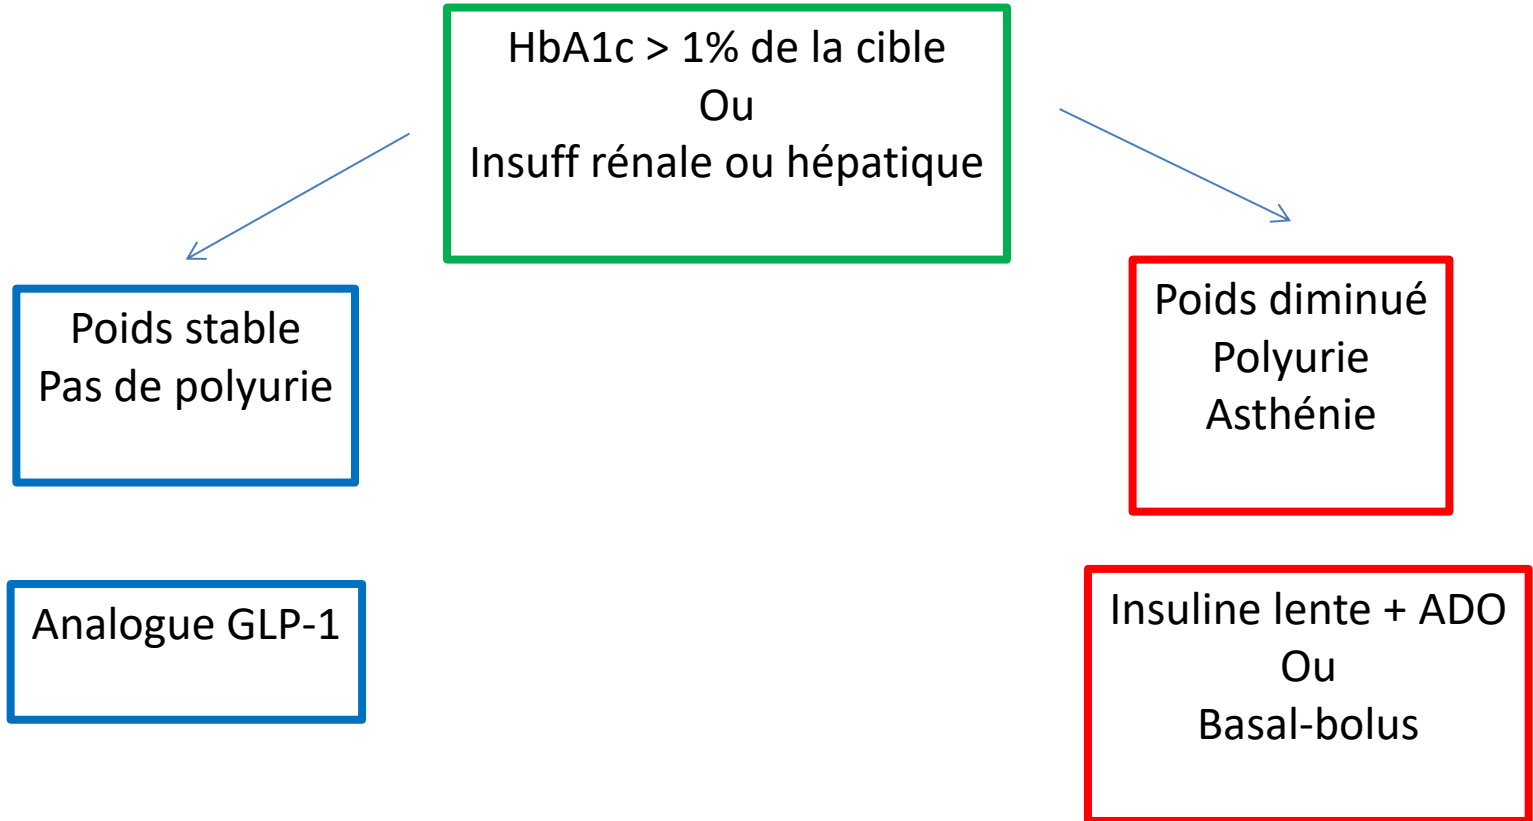 HbA1c > 1% de la cible
Ou
Insuff rénale ou hépatique
Poids stable
Pas de polyurie
Poids diminué
Polyurie
Asthénie
Analogue GLP-1
Insuline lente + ADO
Ou
Basal-bolus